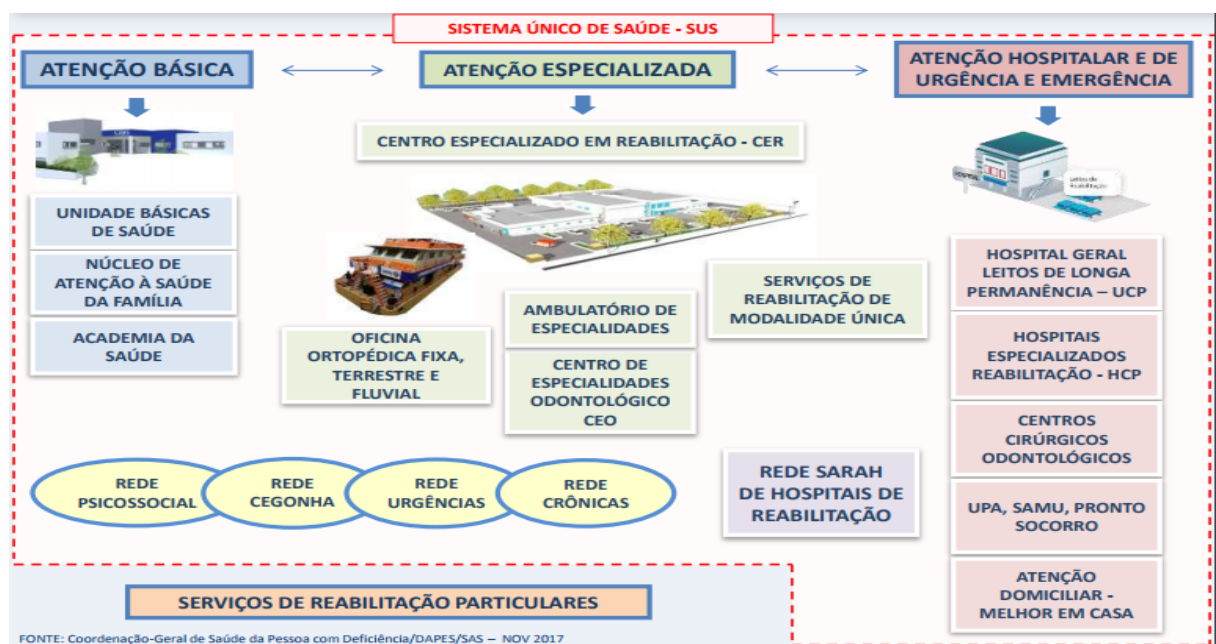 SISTEMA ÚNICO DE SAÚDE - SUS
ATENÇÃO BÁSICA
ATENÇÃO ESPECIALIZADA
ATENÇÃO HOSPITALAR E DE
URGÊNCIA E EMERGÊNCIA
CENTRO ESPECIALIZADO EM REABILITAÇÃO - CER
HOSPITAL
Leitos de
Reabilitação
UNIDADE BÁSICAS
DE SAÚDE
NÚCLEO DE
ATENÇÃO À SAÚDE
DA FAMÍLIA
ACADEMIA DA
SAÚDE
OFICINA
ORTOPÉDICA FIXA,
TERRESTRE E
FLUVIAL
AMBULATÓRIO DE
ESPECIALIDADES
CENTRO DE
ESPECIALIDADES
ODONTOLÓGICO
CEO
SERVIÇOS DE
REABILITAÇÃO DE
MODALIDADE ÚNICA
HOSPITAL GERAL
LEITOS DE LONGA
PERMANÊNCIA – UCP
HOSPITAIS
ESPECIALIZADOS
REABILITAÇÃO - HCP
CENTROS
CIRÚRGICOS
ODONTOLÓGICOS
UPA, SAMU, PRONTO
SOCORRO
ATENÇÃO
DOMICILIAR -
MELHOR EM CASA
REDE
PSICOSSOCIAL
REDE
CEGONHA
REDE
URGÊNCIAS
REDE
CRÔNICAS
REDE SARAH
DE HOSPITAIS DE
REABILITAÇÃO
SERVIÇOS DE REABILITAÇÃO PARTICULARES
FONTE: Coordenação-Geral de Saúde da Pessoa com Deficiência/DAPES/SAS – NOV 2017